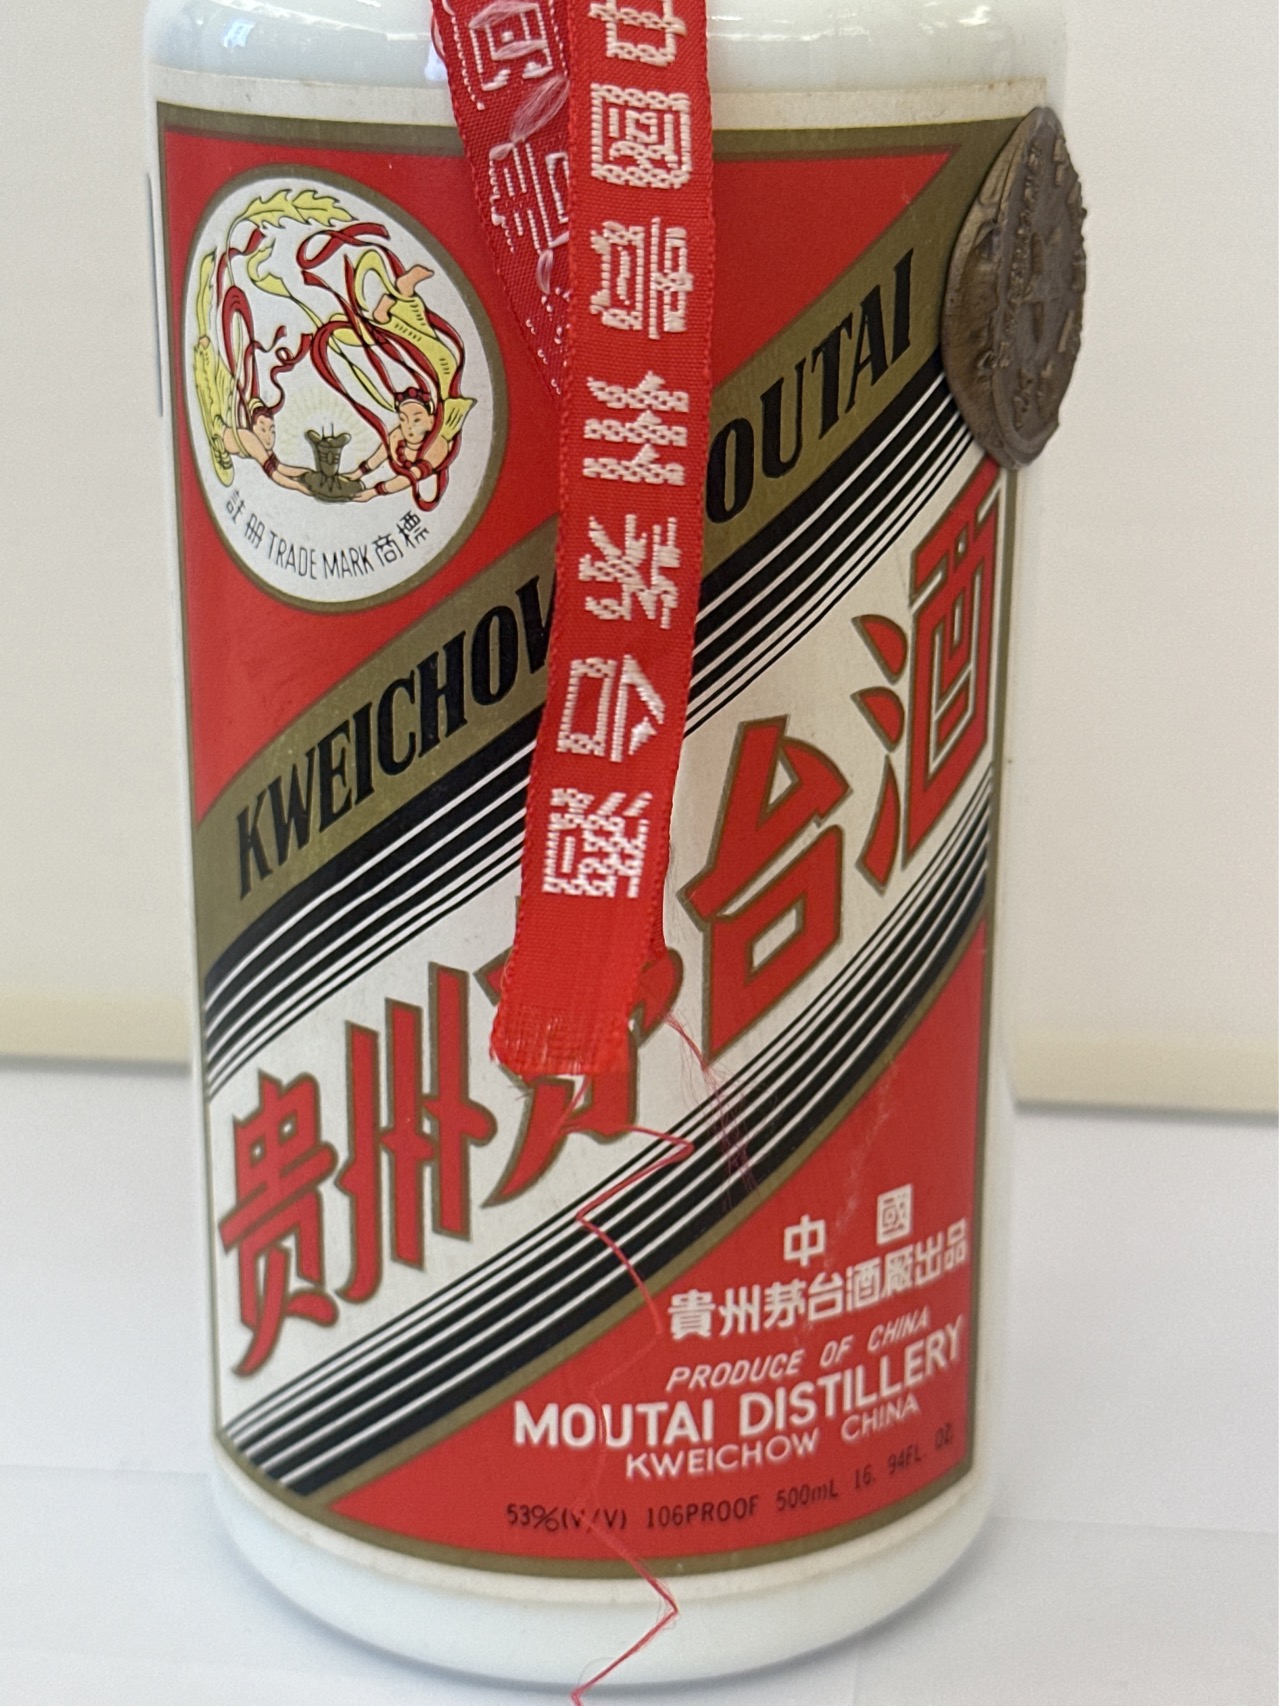 中國貴州茅台酒
註冊 TRADE MARK 商標
KWEICHOW OUTAI
贵州茅台酒
中國
貴州茅台酒廠出品
PRODUCE OF CHINA
MOUTAI DISTILLERY
KWEICHOW CHINA
53%(V/V) 106PROOF 500mL 16. 94FL. OZ.